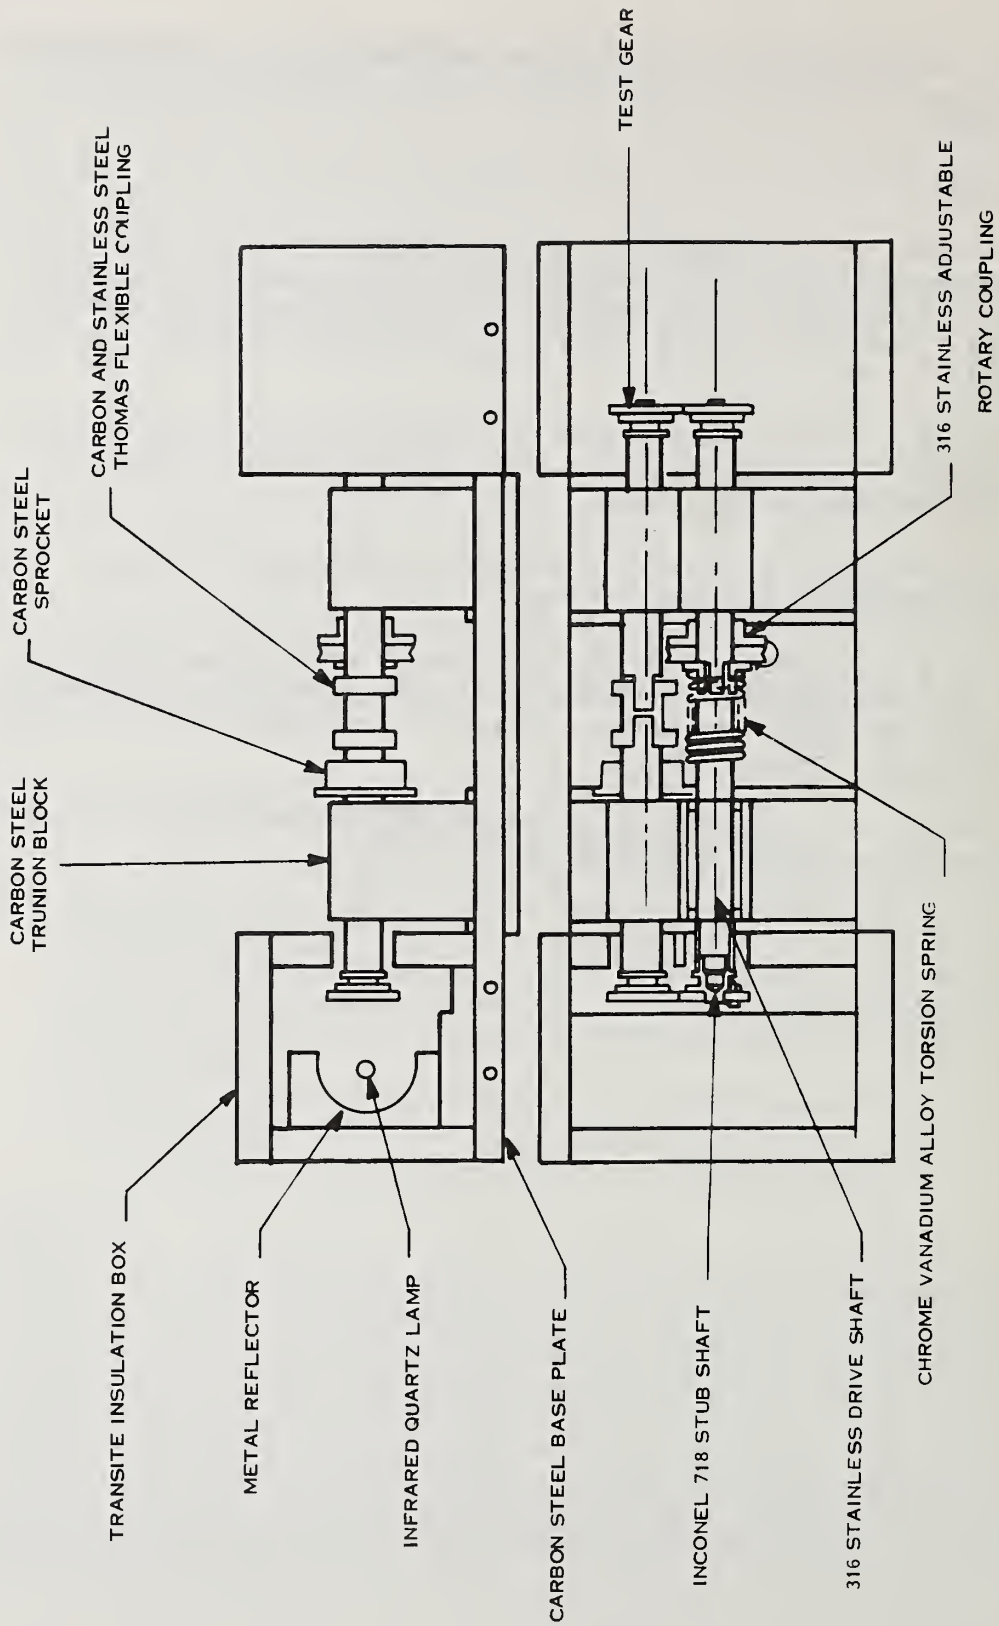 CARBON STEEL
TRUNION BLOCK
CARBON STEEL
SPROCKET
CARBON AND STAINLESS STEEL
THOMAS FLEXIBLE COUPLING
TRANSITE INSULATION BOX
METAL REFLECTOR
INFRARED QUARTZ LAMP
CARBON STEEL BASE PLATE
TEST GEAR
INCONEL 718 STUB SHAFT
316 STAINLESS DRIVE SHAFT
CHROME VANADIUM ALLOY TORSION SPRING
316 STAINLESS ADJUSTABLE
ROTARY COUPLING